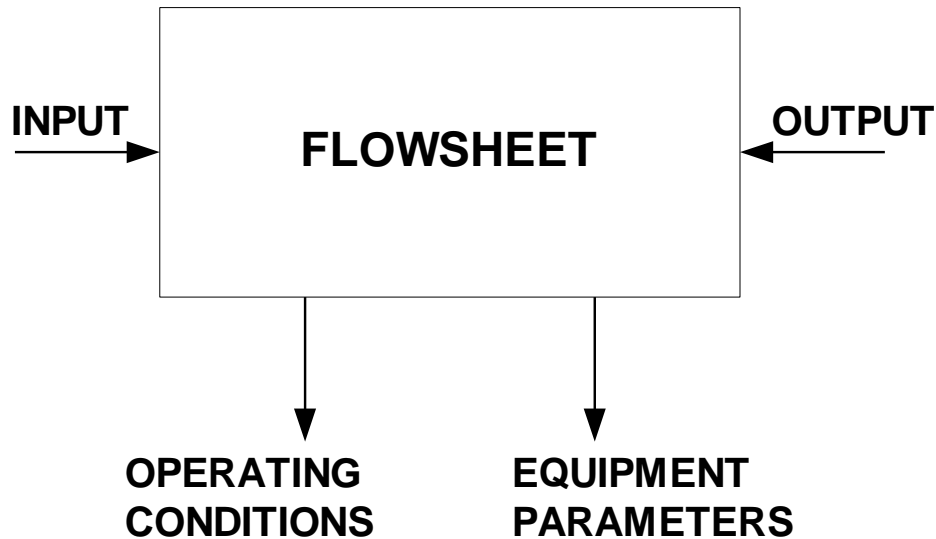 INPUT
FLOWSHEET
OUTPUT
OPERATING
CONDITIONS
EQUIPMENT
PARAMETERS